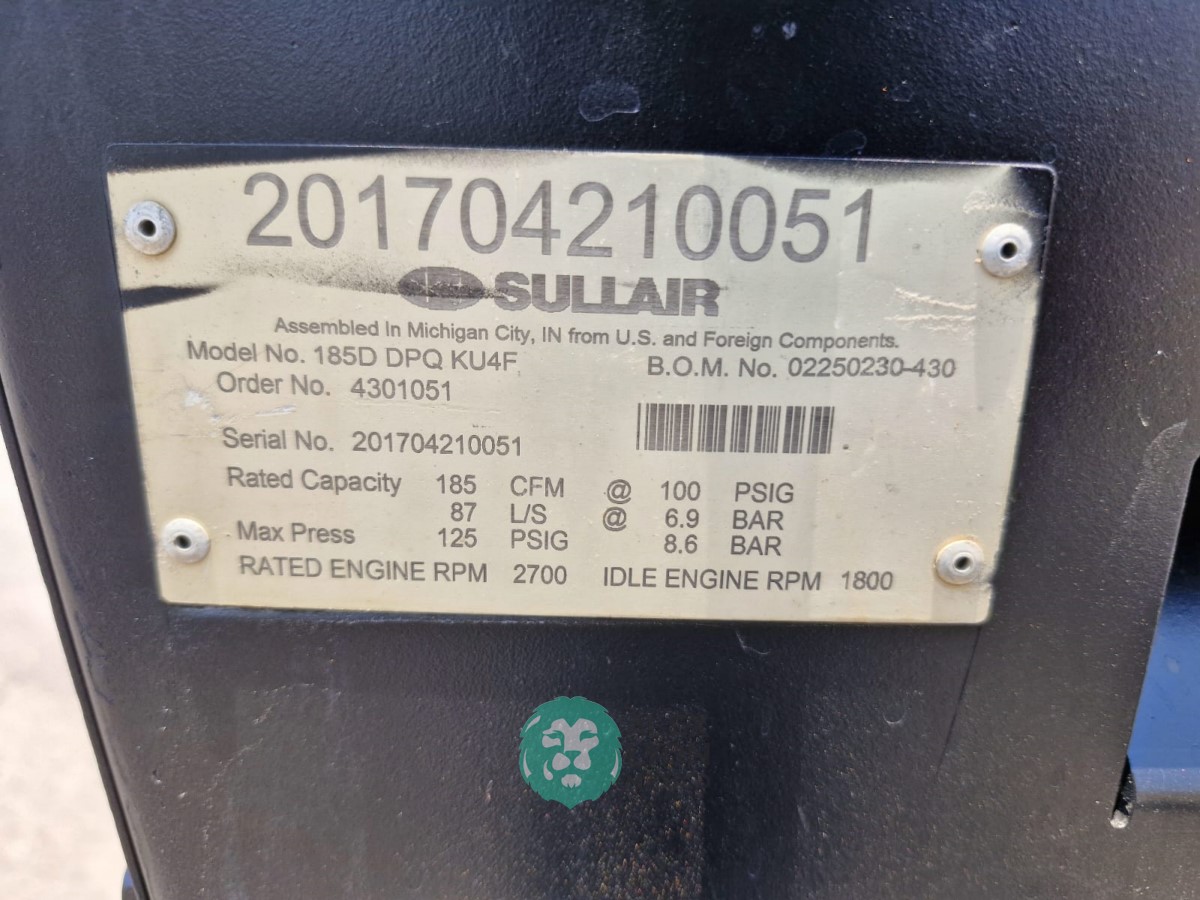 201704210051
SULLAIR
Assembled In Michigan City, IN from U.S. and Foreign Components.
Model No. 185D DPQ KU4F B.O.M. No. 02250230-430
Order No. 4301051
Serial No. 201704210051
Rated Capacity 185 CFM @ 100 PSIG
87 L/S @ 6.9 BAR
Max Press 125 PSIG 8.6 BAR
RATED ENGINE RPM 2700 IDLE ENGINE RPM 1800